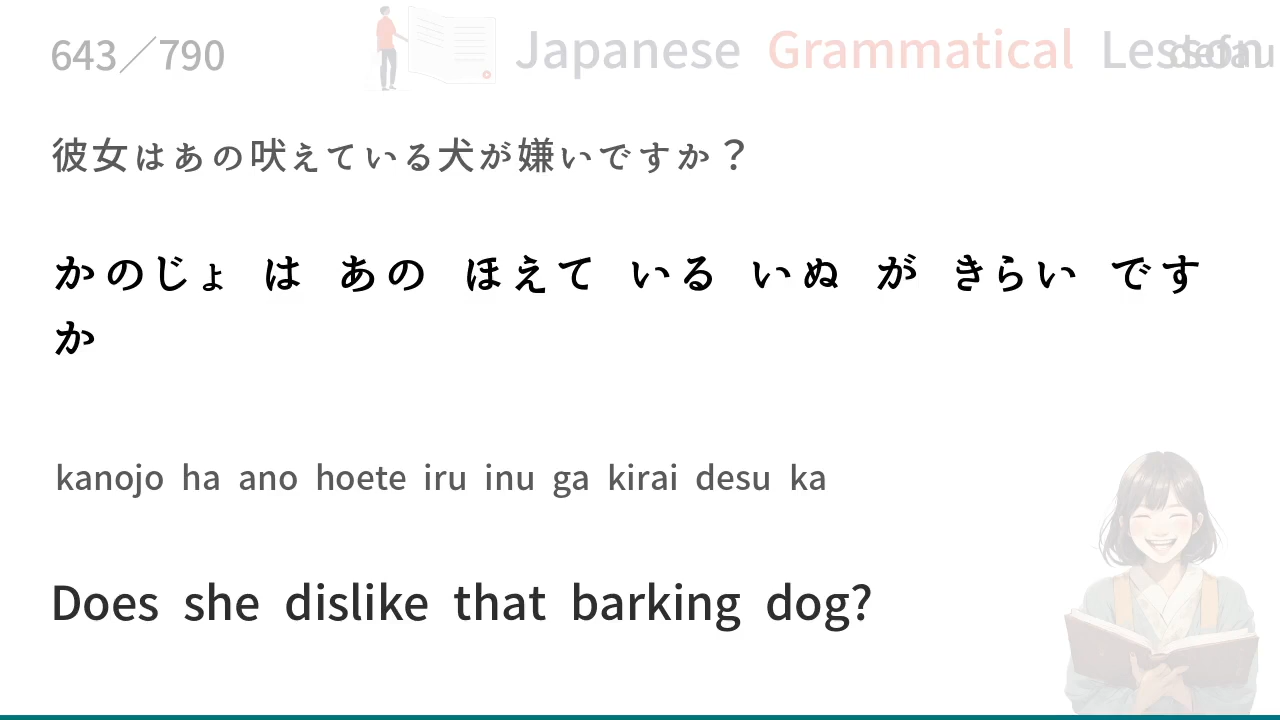 643／790
Japanese Grammatical Lesson
defau
彼女はあの吠えている犬が嫌いですか？
かのじょ は あの ほえて いる いぬ が きらい です
か
kanojo ha ano hoete iru inu ga kirai desu ka
Does she dislike that barking dog?